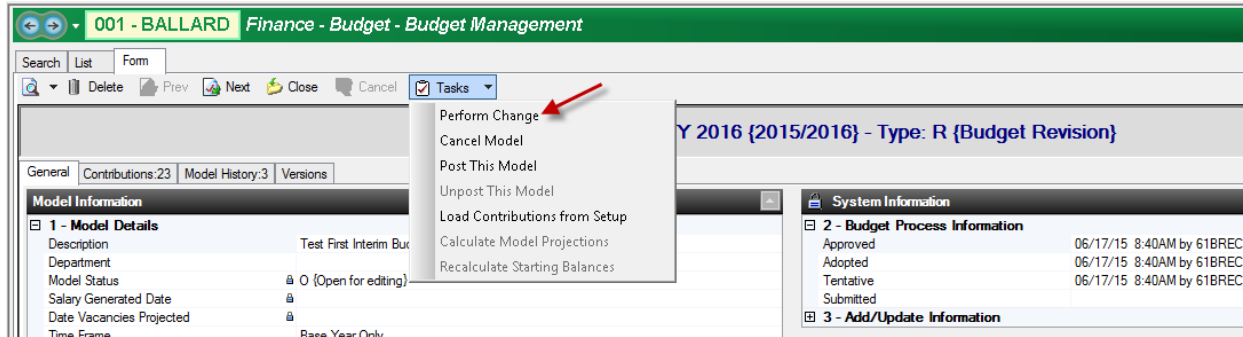 001 - BALLARD Finance - Budget - Budget Management
Search List Form
Delete Prev Next Close Cancel Tasks
Perform Change
Cancel Model
Post This Model
Unpost This Model
Load Contributions from Setup
Calculate Model Projections
Recalculate Starting Balances
Y 2016 {2015/2016} - Type: R {Budget Revision}
General Contributions:23 Model History:3 Versions
Model Information
1 - Model Details
Description Test First Interim Buc
Department
Model Status O {Open for editing}
Salary Generated Date
Date Vacancies Projected
Time Frame Base Year Only
System Information
2 - Budget Process Information
Approved 06/17/15 8:40AM by 61BREC
Adopted 06/17/15 8:40AM by 61BREC
Tentative 06/17/15 8:40AM by 61BREC
Submitted
3 - Add/Update Information